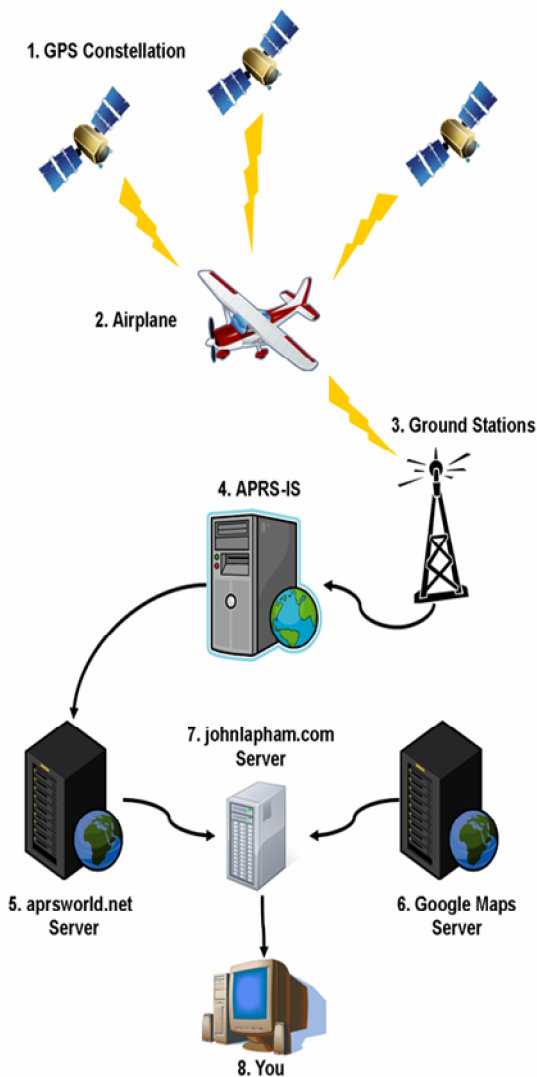 1. GPS Constellation
2. Airplane
3. Ground Stations
4. APRS-IS
7. johnlapham.com
Server
5. aprsworld.net
Server
6. Google Maps
Server
8. You